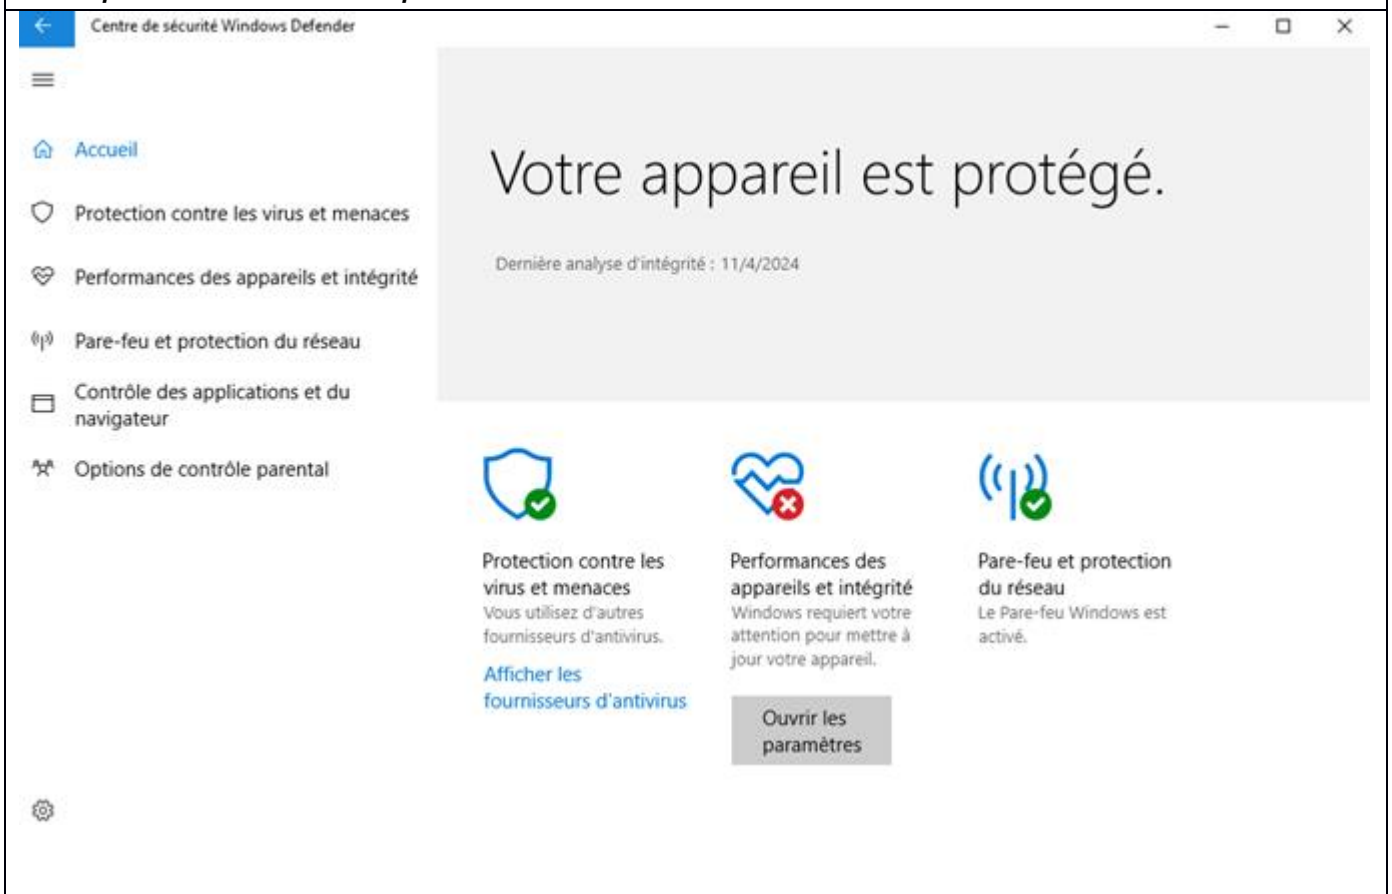 Centre de sécurité Windows Defender
Accueil
Protection contre les virus et menaces
Performances des appareils et intégrité
Pare-feu et protection du réseau
Contrôle des applications et du
navigateur
Options de contrôle parental
Votre appareil est protégé.
Dernière analyse d'intégrité : 11/4/2024
Protection contre les
virus et menaces
Vous utilisez d'autres
fournisseurs d'antivirus.
Afficher les
fournisseurs d'antivirus
Performances des
appareils et intégrité
Windows requiert votre
attention pour mettre à
jour votre appareil.
Ouvrir les
paramètres
Pare-feu et protection
du réseau
Le Pare-feu Windows est
activé.